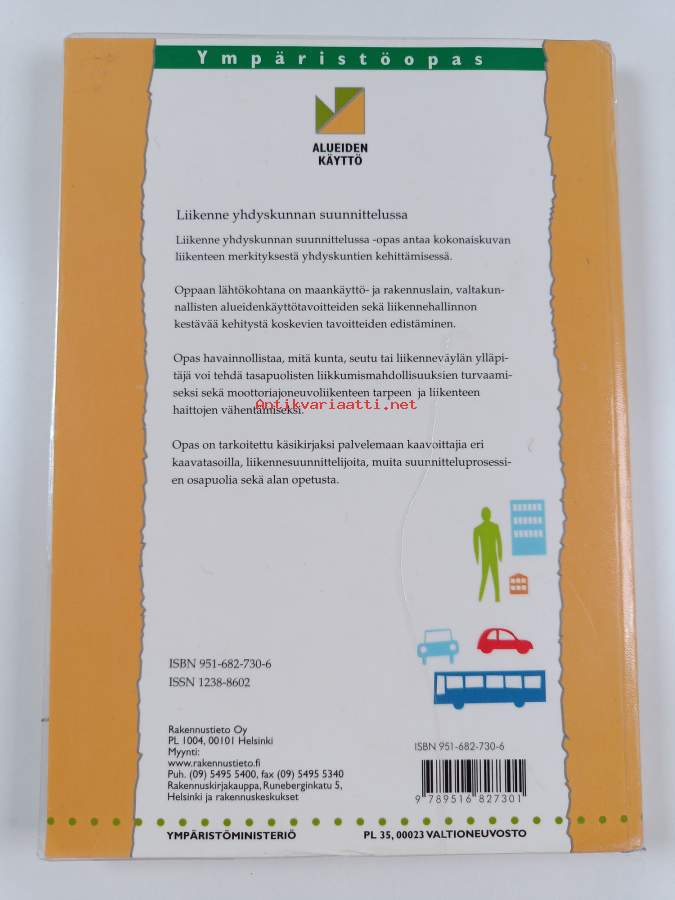 Ympäristöopas
ALUEIDEN
KÄYTTÖ
Liikenne yhdyskunnan suunnittelussa
Liikenne yhdyskunnan suunnittelussa -opas antaa kokonaiskuvan
liikenteen merkityksestä yhdyskuntien kehittämisessä.
Oppaan lähtökohtana on maankäyttö- ja rakennuslain, valtakun-
nallisten alueidenkäyttötavoitteiden sekä liikennehallinnon
kestävää kehitystä koskevien tavoitteiden edistäminen.
Opas havainnollistaa, mitä kunta, seutu tai liikenneväylän ylläpi-
täjä voi tehdä tasapuolisten liikkumismahdollisuuksien turvaami-
seksi sekä moottoriajoneuvoliikenteen tarpeen ja liikenteen
haittojen vähentämiseksi.
Antikvariaatti.net
Opas on tarkoitettu käsikirjaksi palvelemaan kaavoittajia eri
kaavatasoilla, liikennesuunnittelijoita, muita suunnitteluprosessi-
en osapuolia sekä alan opetusta.
ISBN 951-682-730-6
ISSN 1238-8602
Rakennustieto Oy
PL 1004, 00101 Helsinki
Myynti:
www.rakennustieto.fi
Puh. (09) 5495 5400, fax (09) 5495 5340
Rakennuskirjakauppa, Runeberginkatu 5,
Helsinki ja rakennuskeskukset
ISBN 951-682-730-6
9 789516 827301
YMPÄRISTÖMINISTERIÖ PL 35, 00023 VALTIONEUVOSTO